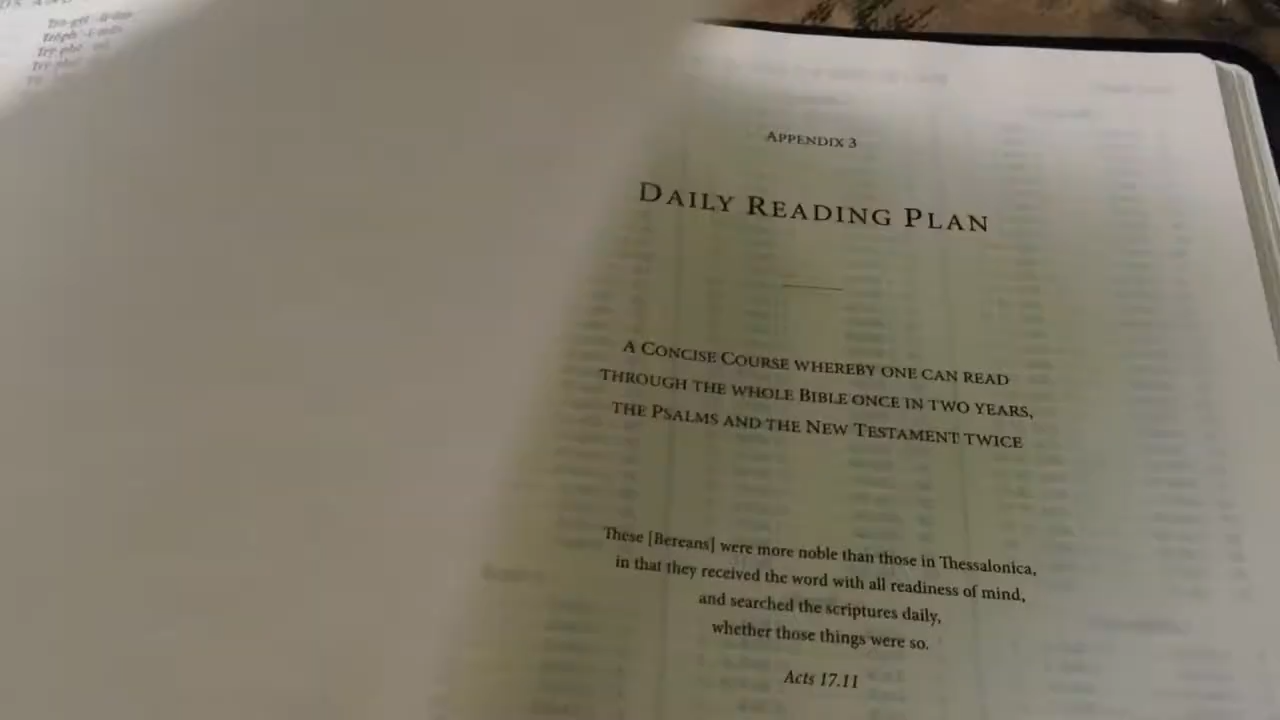 APPENDIX 3
DAILY READING PLAN
A CONCISE COURSE WHEREBY ONE CAN READ
THROUGH THE WHOLE BIBLE ONCE IN TWO YEARS,
THE PSALMS AND THE NEW TESTAMENT TWICE
These [Bereans] were more noble than those in Thessalonica,
in that they received the word with all readiness of mind,
and searched the scriptures daily,
whether those things were so.
Acts 17.11